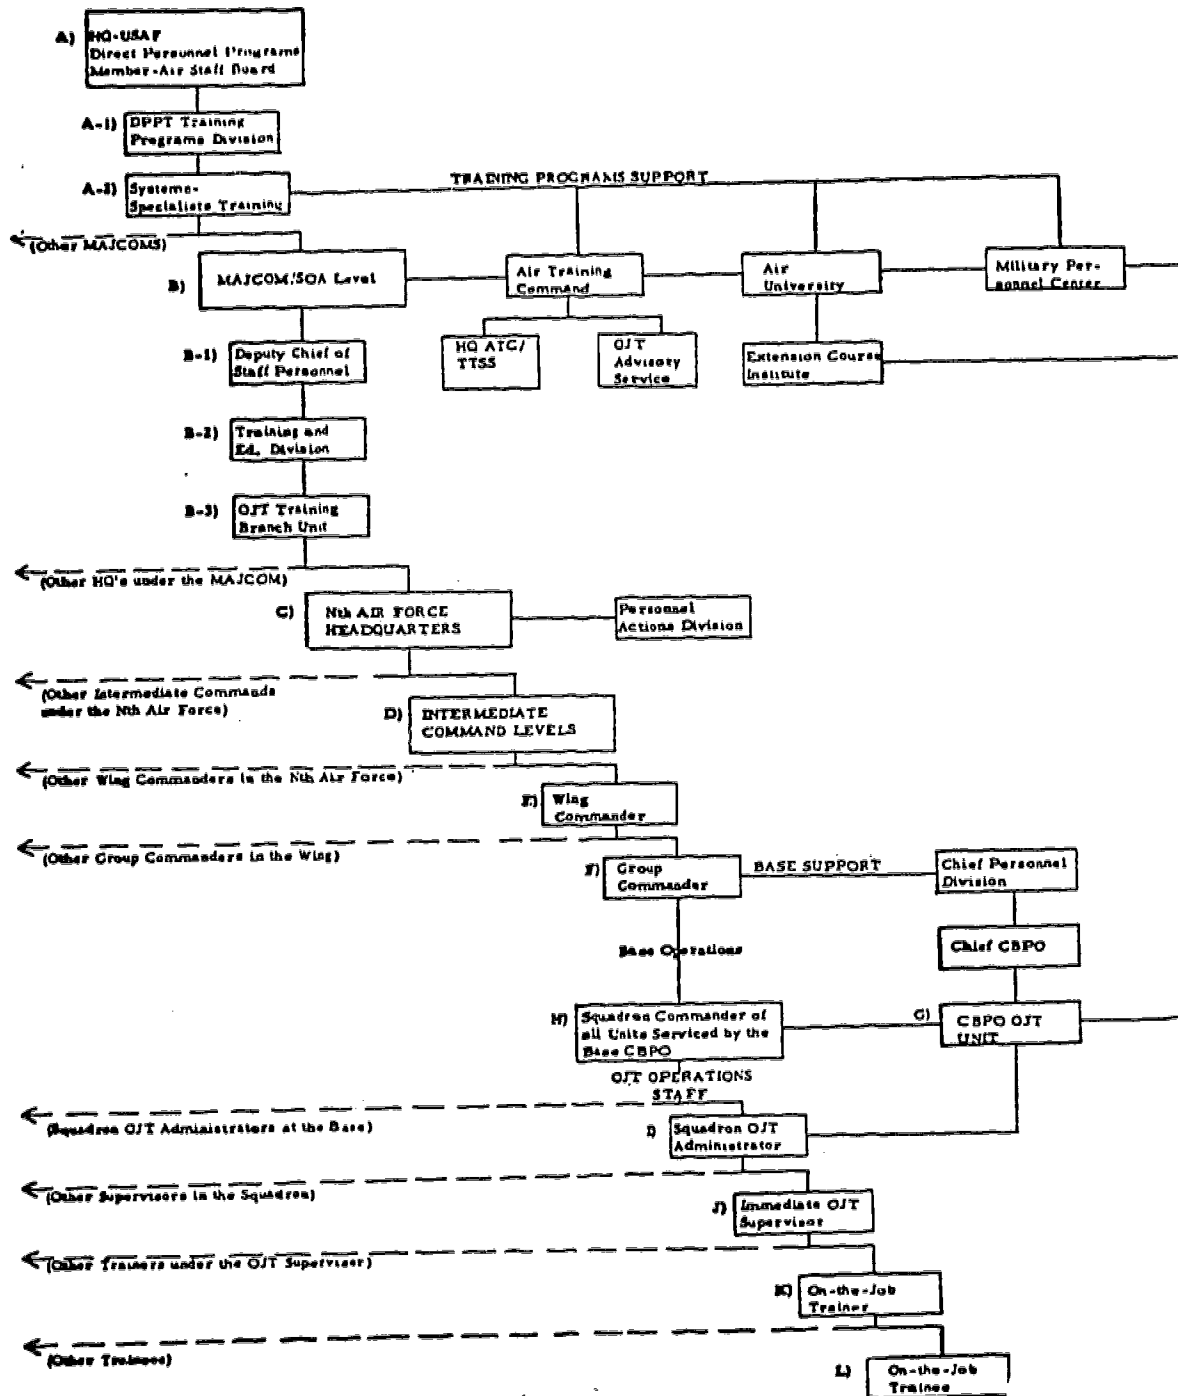 A) HQ-USAF
Direct Personnel Programs
Member-Air Staff Board
A-1) DPPT Training
Programs Division
A-2) Systems-
Specialists Training
TRAINING PROGRAMS SUPPORT
(Other MAJCOMS)
B) MAJCOM/SOA Level
Air Training
Command
Air
University
Military Per-
sonnel Center
B-1) Deputy Chief of
Staff Personnel
HQ ATC/
TTSS
OJT
Advisory
Service
Extension Course
Institute
B-2) Training and
Ed. Division
B-3) OJT Training
Branch Unit
(Other HQ's under the MAJCOM)
C) Nth AIR FORCE
HEADQUARTERS
Personnel
Actions Division
(Other Intermediate Commands
under the Nth Air Force)
D) INTERMEDIATE
COMMAND LEVELS
(Other Wing Commanders in the Nth Air Force)
E) Wing
Commander
(Other Group Commanders in the Wing)
F) Group
Commander
BASE SUPPORT
Chief Personnel
Division
Base Operations
Chief CBPO
H) Squadron Commander of
all Units Serviced by the
Base CBPO
G) CBPO OJT
UNIT
OJT OPERATIONS
STAFF
(Squadron OJT Administrators at the Base)
I) Squadron OJT
Administrator
(Other Supervisors in the Squadron)
J) Immediate OJT
Supervisor
(Other Trainers under the OJT Supervisor)
K) On-the-Job
Trainer
(Other Trainees)
L) On-the-Job
Trainee